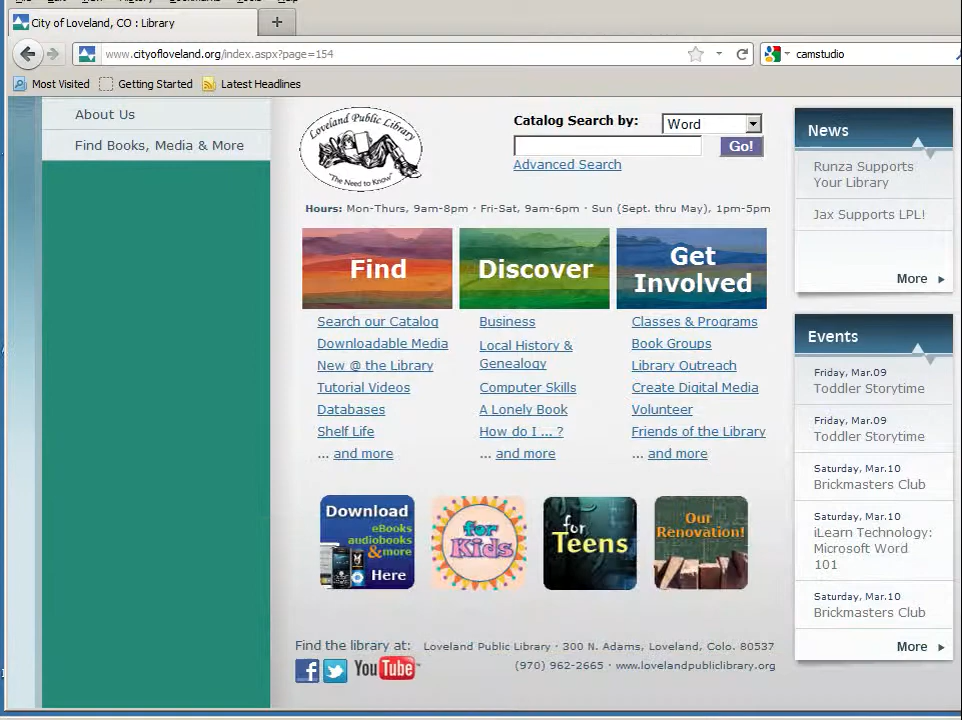 City of Loveland, CO : Library
www.cityofloveland.org/index.aspx?page=154
camstudio
Most Visited
Getting Started
Latest Headlines
About Us
Find Books, Media & More
Loveland Public Library
"The Need to Know"
Catalog Search by:
Word
Go!
Advanced Search
Hours: Mon-Thurs, 9am-8pm · Fri-Sat, 9am-6pm · Sun (Sept. thru May), 1pm-5pm
Find
Search our Catalog
Downloadable Media
New @ the Library
Tutorial Videos
Databases
Shelf Life
... and more
Discover
Business
Local History &
Genealogy
Computer Skills
A Lonely Book
How do I ... ?
... and more
Get
Involved
Classes & Programs
Book Groups
Library Outreach
Create Digital Media
Volunteer
Friends of the Library
... and more
Download
eBooks
audiobooks
& more
Here
for
Kids
for
Teens
Our
Renovation!
Find the library at:
Loveland Public Library · 300 N. Adams, Loveland, Colo. 80537
(970) 962-2665 · www.lovelandpubliclibrary.org
You Tube
News
Runza Supports
Your Library
Jax Supports LPL!
More
Events
Friday, Mar.09
Toddler Storytime
Friday, Mar.09
Toddler Storytime
Saturday, Mar.10
Brickmasters Club
Saturday, Mar.10
iLearn Technology:
Microsoft Word
101
Saturday, Mar.10
Brickmasters Club
More